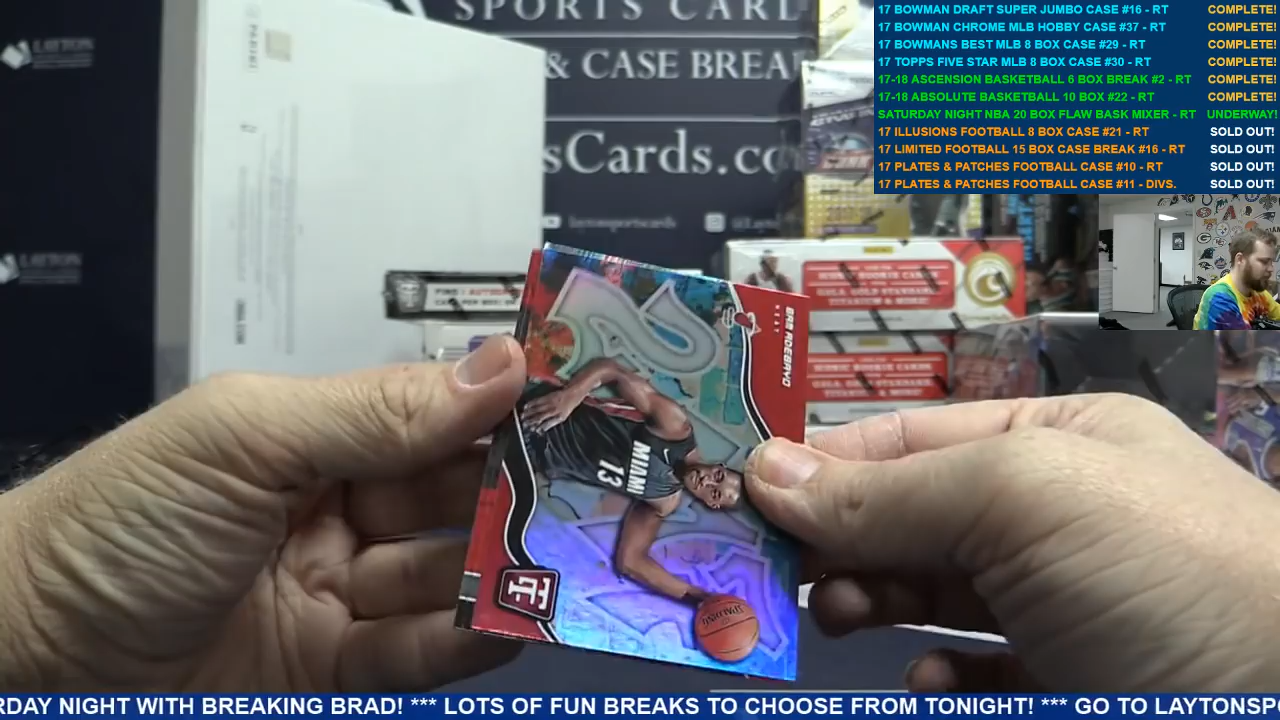 SPORTS CARD
& CASE BREA
sCards.co
LAYTON
LAYTON
PANINI
17 BOWMAN DRAFT SUPER JUMBO CASE #16 - RT COMPLETE!
17 BOWMAN CHROME MLB HOBBY CASE #37 - RT COMPLETE!
17 BOWMANS BEST MLB 8 BOX CASE #29 - RT COMPLETE!
17 TOPPS FIVE STAR MLB 8 BOX CASE #30 - RT COMPLETE!
17-18 ASCENSION BASKETBALL 6 BOX BREAK #2 - RT COMPLETE!
17-18 ABSOLUTE BASKETBALL 10 BOX #22 - RT COMPLETE!
SATURDAY NIGHT NBA 20 BOX FLAW BASK MIXER - RT UNDERWAY!
17 ILLUSIONS FOOTBALL 8 BOX CASE #21 - RT SOLD OUT!
17 LIMITED FOOTBALL 15 BOX CASE BREAK #16 - RT SOLD OUT!
17 PLATES & PATCHES FOOTBALL CASE #10 - RT SOLD OUT!
17 PLATES & PATCHES FOOTBALL CASE #11 - DIVS. SOLD OUT!
BAM ADEBAYO
HEAT
MIAMI
13
SPALDING
RDAY NIGHT WITH BREAKING BRAD! *** LOTS OF FUN BREAKS TO CHOOSE FROM TONIGHT! *** GO TO LAYTONSPO